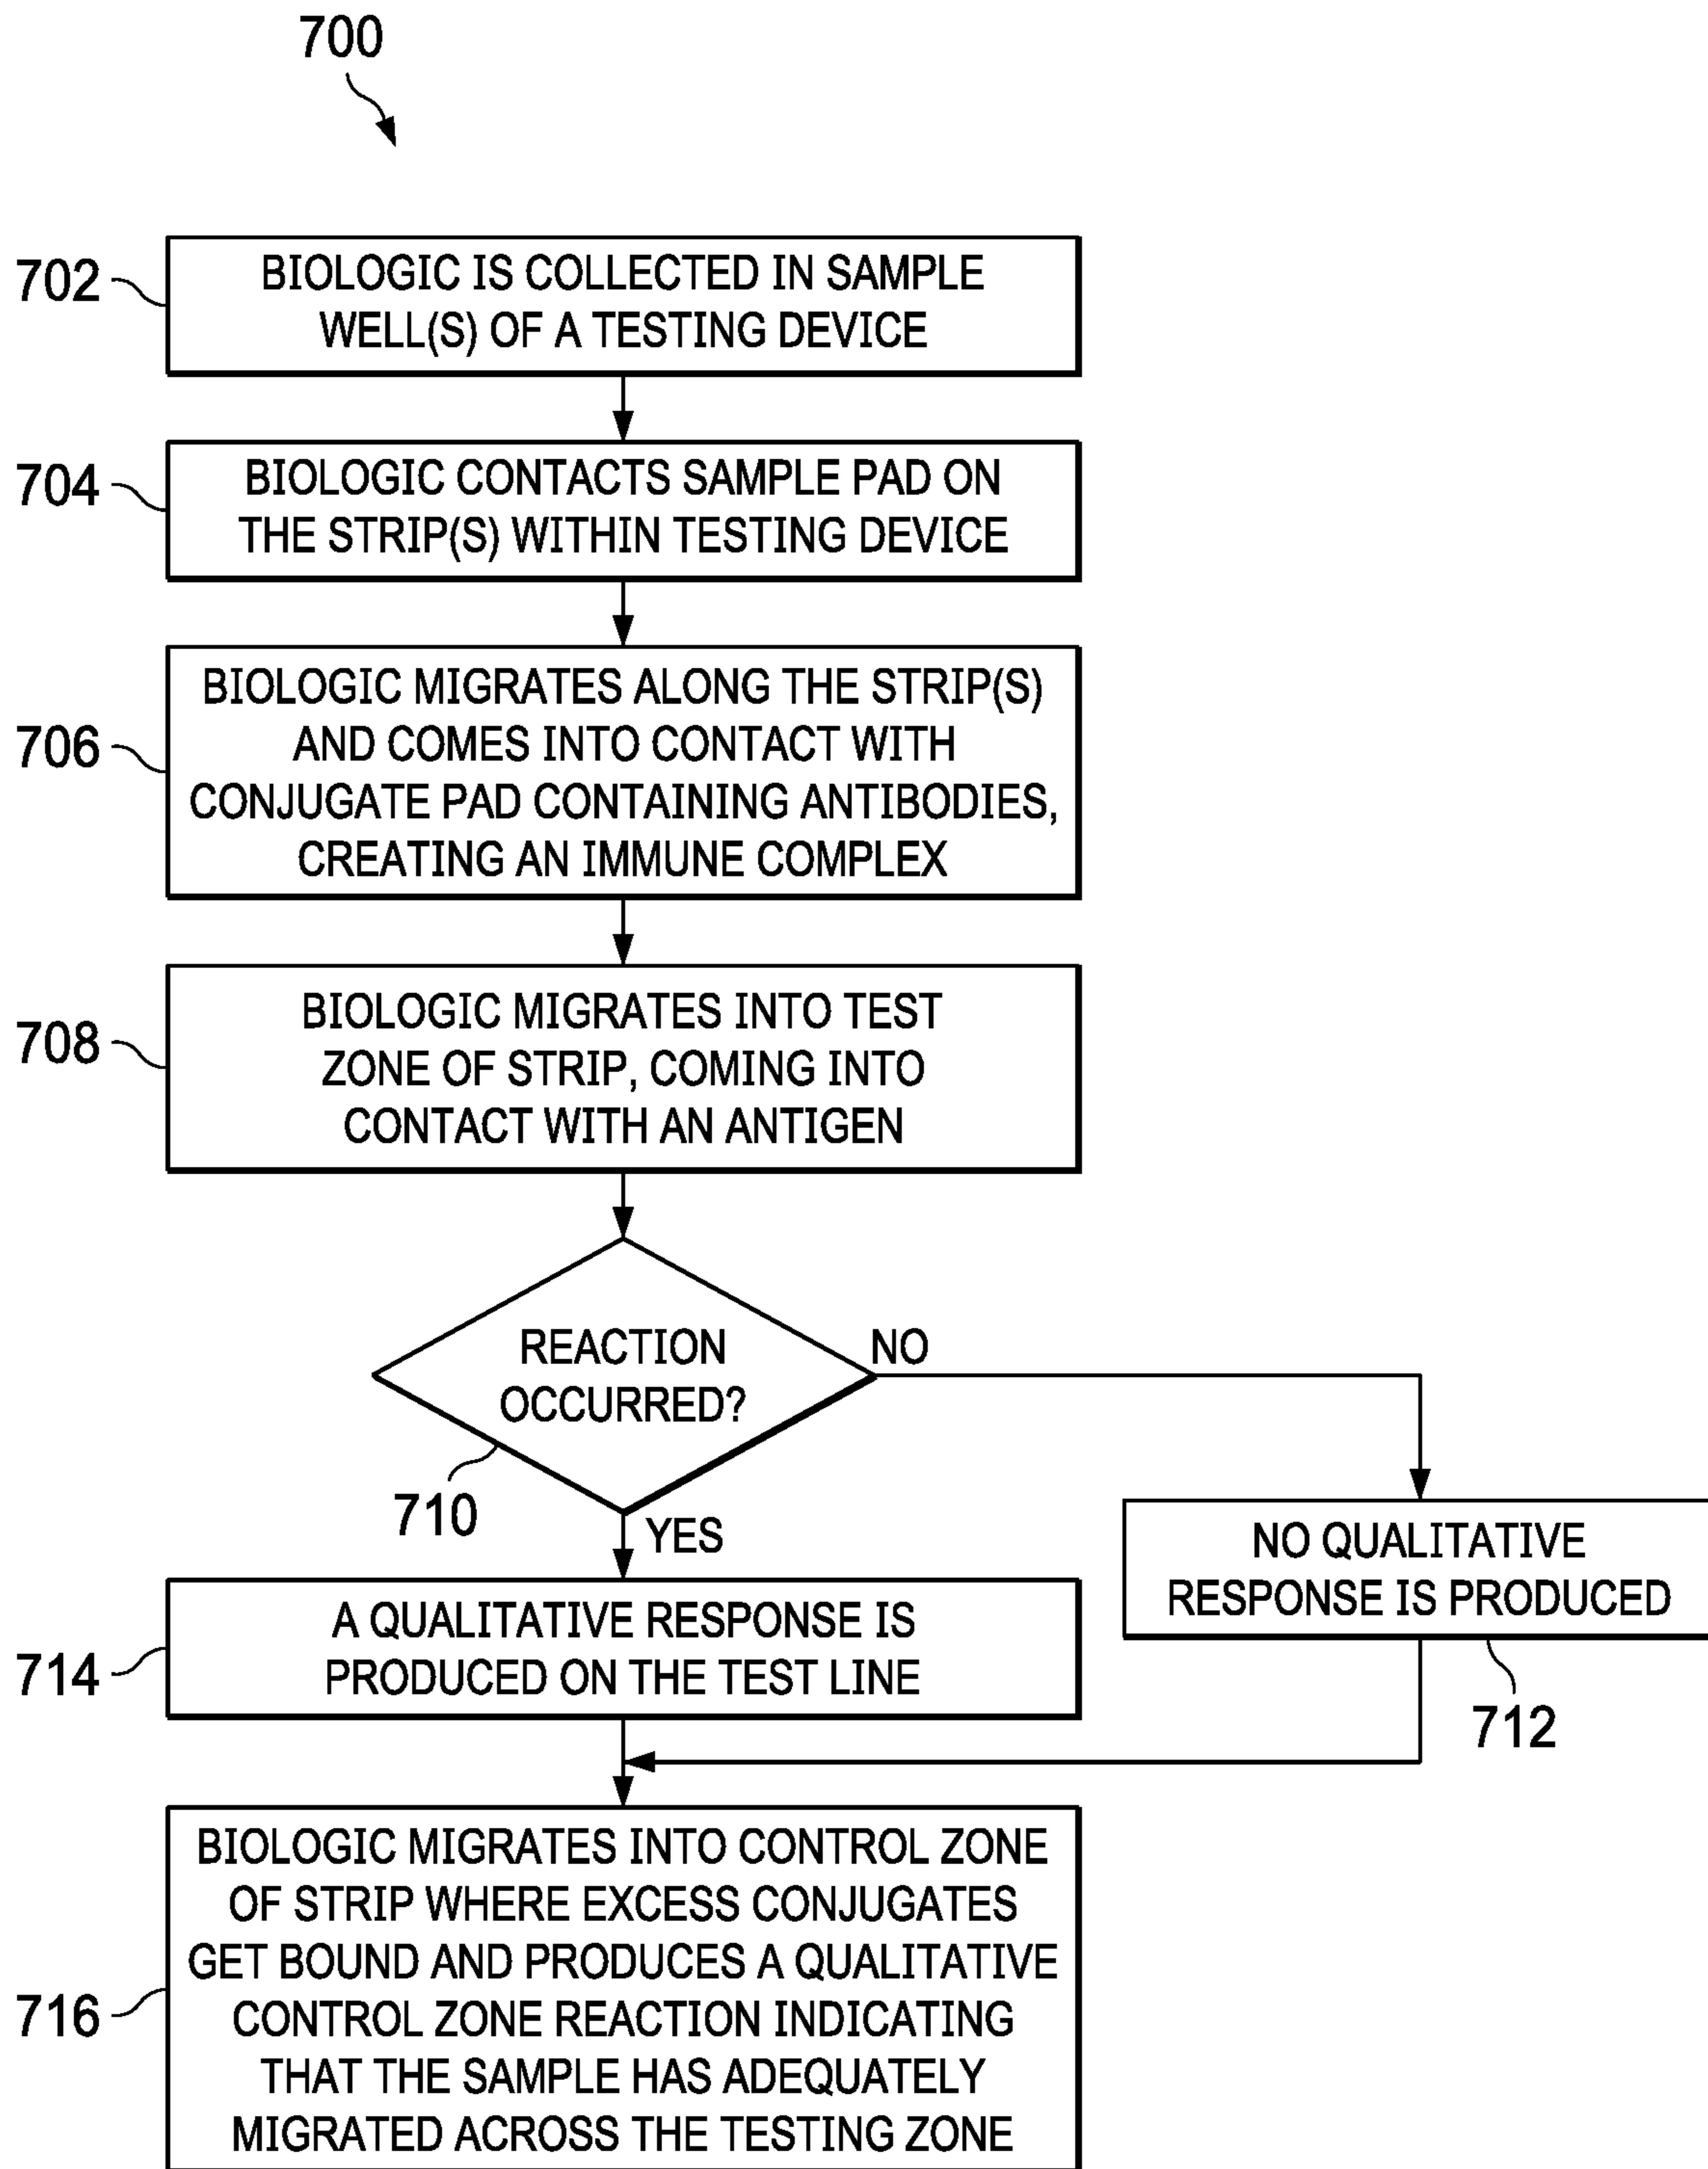 700
702
BIOLOGIC IS COLLECTED IN SAMPLE
WELL(S) OF A TESTING DEVICE
704
BIOLOGIC CONTACTS SAMPLE PAD ON
THE STRIP(S) WITHIN TESTING DEVICE
706
BIOLOGIC MIGRATES ALONG THE STRIP(S)
AND COMES INTO CONTACT WITH
CONJUGATE PAD CONTAINING ANTIBODIES,
CREATING AN IMMUNE COMPLEX
708
BIOLOGIC MIGRATES INTO TEST
ZONE OF STRIP, COMING INTO
CONTACT WITH AN ANTIGEN
REACTION
OCCURRED?
NO
710
YES
NO QUALITATIVE
RESPONSE IS PRODUCED
712
714
A QUALITATIVE RESPONSE IS
PRODUCED ON THE TEST LINE
716
BIOLOGIC MIGRATES INTO CONTROL ZONE
OF STRIP WHERE EXCESS CONJUGATES
GET BOUND AND PRODUCES A QUALITATIVE
CONTROL ZONE REACTION INDICATING
THAT THE SAMPLE HAS ADEQUATELY
MIGRATED ACROSS THE TESTING ZONE